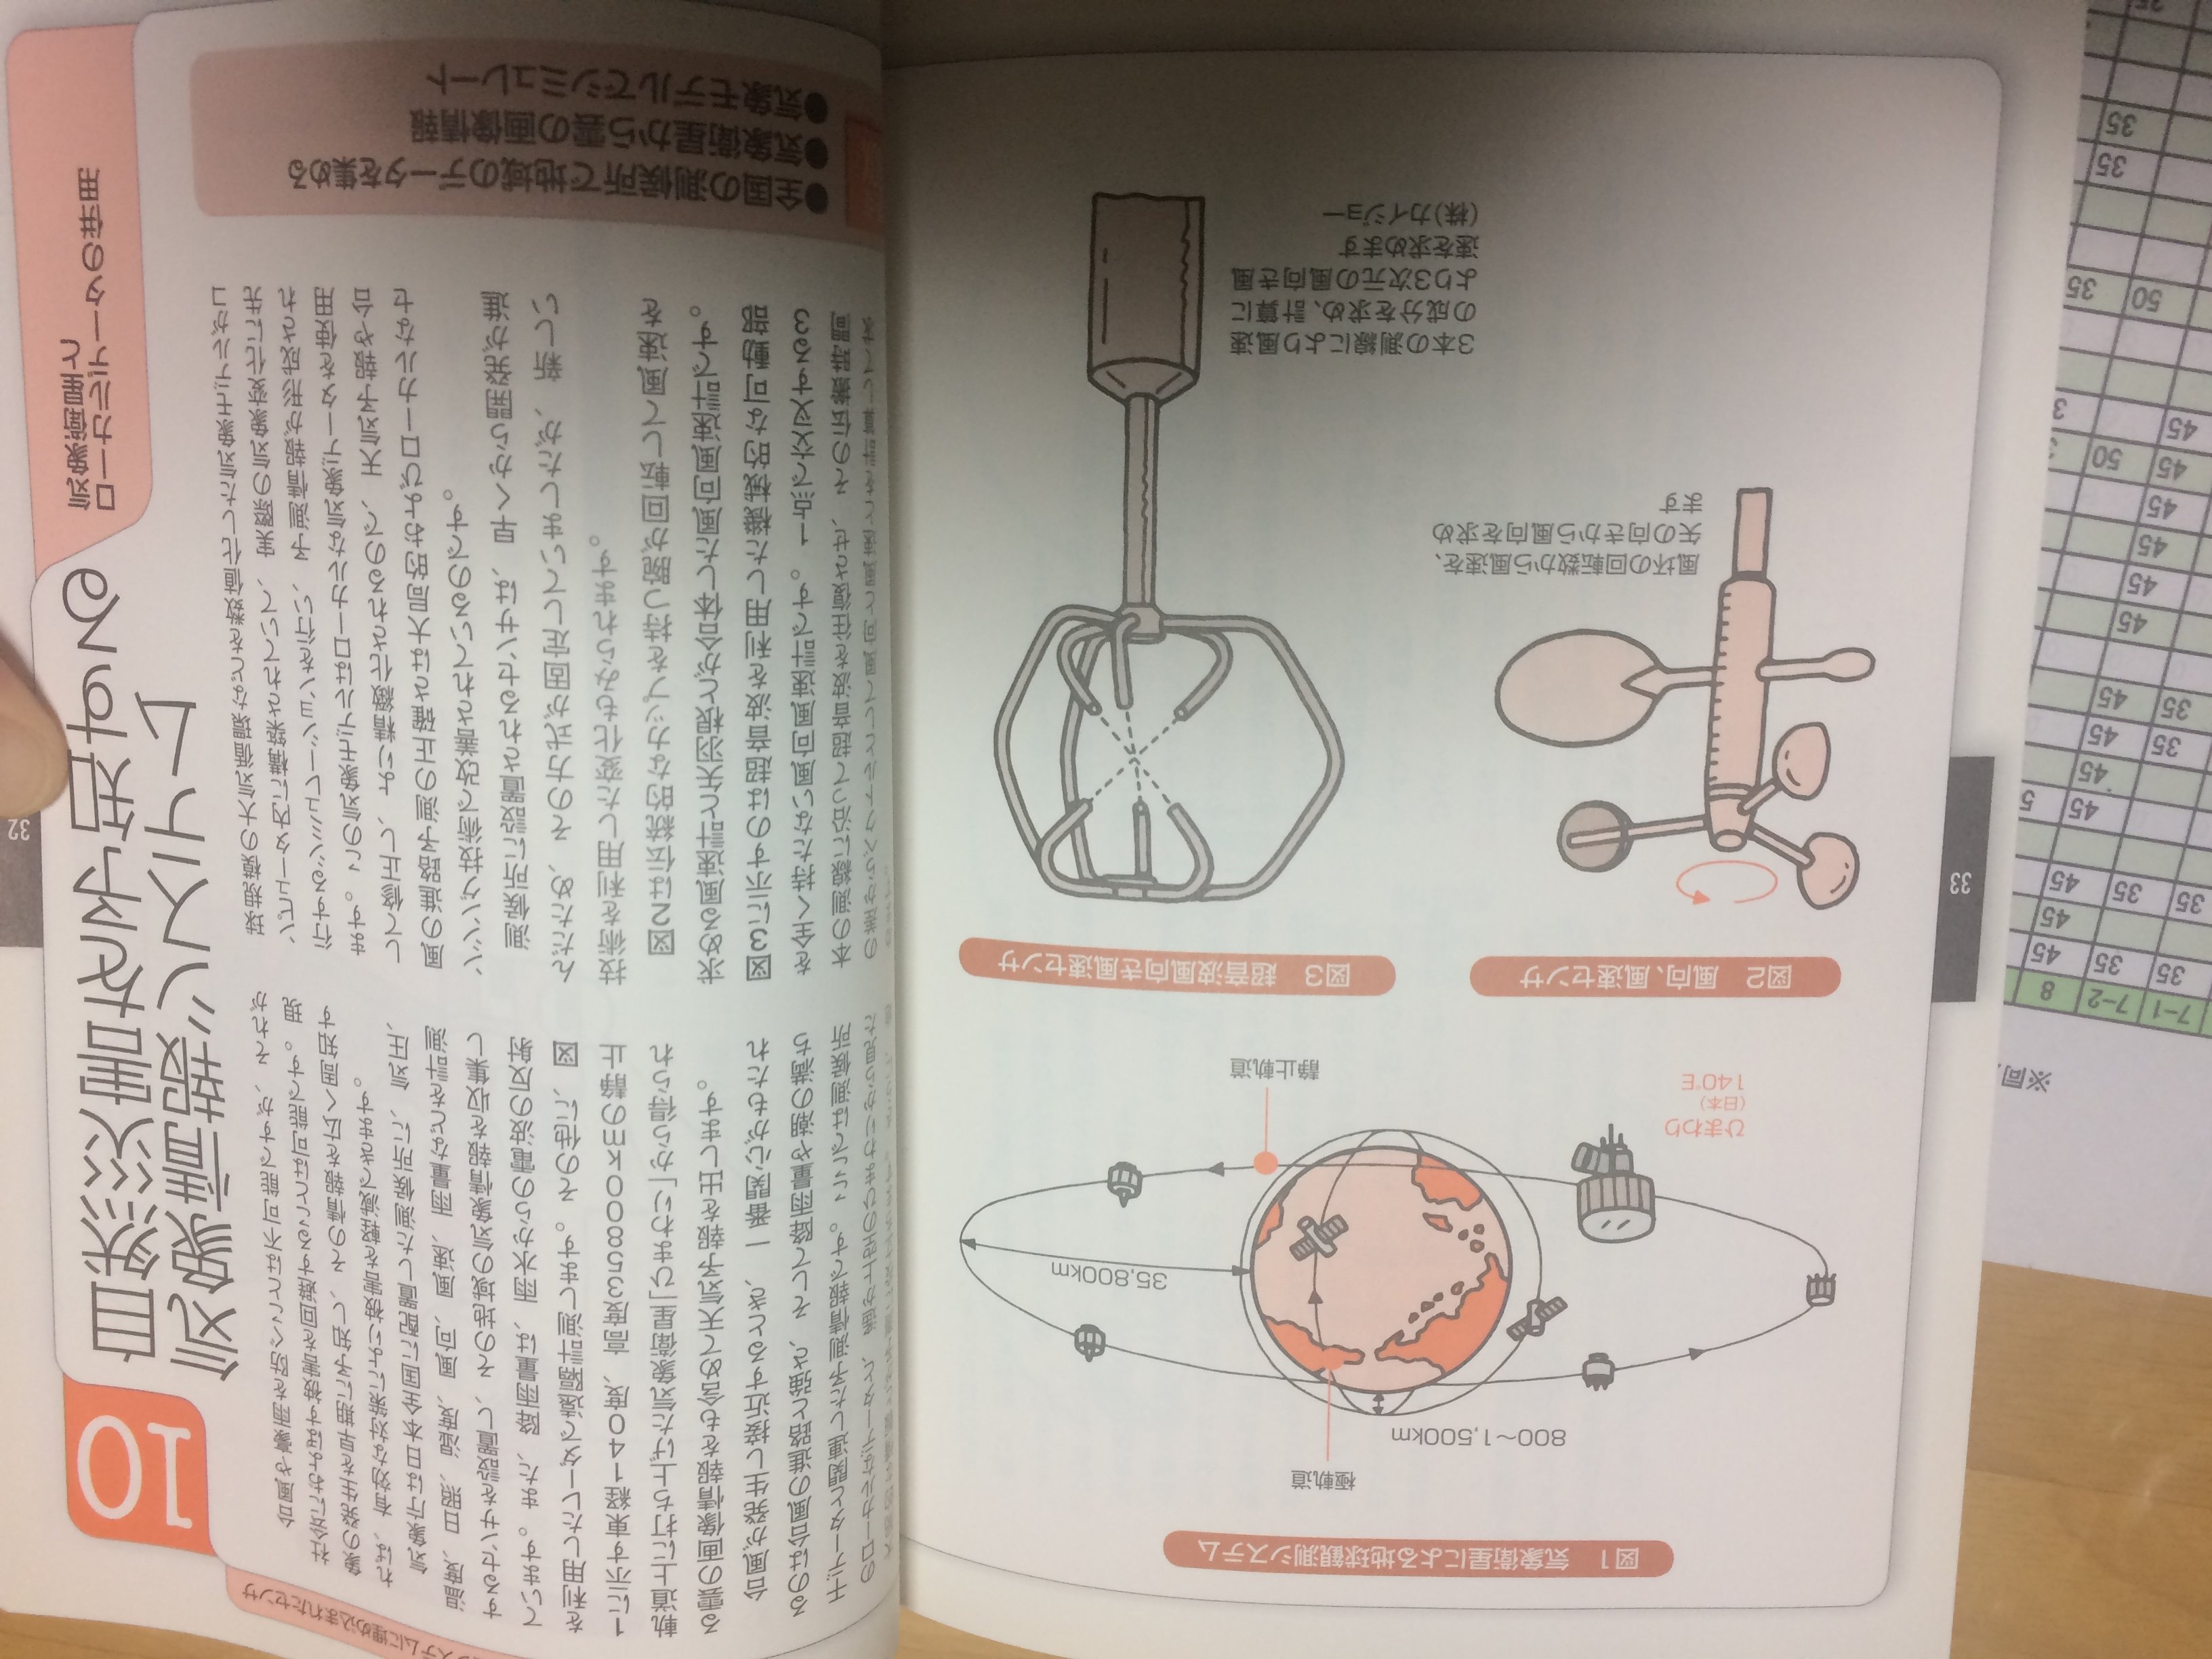 システムに埋め込まれたセンサ
10
自然災害を予知する
気象情報システム
気象衛星と
ローカルデータの併用
台風や豪雨を防ぐことは不可能ですが、それが
社会におよぼす被害を回避することは可能です。現
象の発生を早期に予知し、その情報を広く周知す
れば、有効な対策により被害を軽減できます。
気象庁は日本全国に配置した測候所に、気圧、
温度、日照、湿度、風向、風速、雨量などを計測
するセンサを設置し、その地域の気象情報を収集し
ています。また、降雨量は、雨水からの電波の反射
を利用したレーダで遠隔計測します。その他に、図
1に示す東経140度、高度35800kmの静止
軌道上に打ち上げた気象衛星「ひまわり」から得られ
る雲の画像情報をも含めて天気予報を出します。
台風が発生し接近するとき、一番関心がもたれ
るのは台風の進路と強さ、そして降雨量や潮の満ち
干データと関連した予測情報です。ここでは測候所
のローカルなデータと、遙か上空のひまわりから見た
球規模の大気循環などを数値化した気象モデルがコ
ンピュータ内に構築されていて、実際の気象変化に先
行するシミュレーションを行い、予測情報が形成され
ます。この気象モデルはローカルな気象データを使用
して修正し、より精緻化されるので、天気予報や台
風の進路予測の正確さは大局的およびローカルなセ
ンシング技術で改善されているのです。
測候所に設置されるセンサは、早くから開発が進
んだため、その方式が固定していましたが、新しい
技術を利用した変化もみられます。
図2は伝統的なカップを持つ腕が回転して風速を
求める風速計と矢羽根とが合体した風向風速計です。
図3に示すのは超音波を利用した機械的な可動部
を全く持たない風向風速計です。1点で交叉する3
本の測線に沿って超音波を往復させ、その伝搬時間
の差からベクトルとして風向と風速とを計算して求
●全国の測候所で地域のデータを集める
●気象衛星から雲の画像情報
●気象モデルでシミュレート
32
図1 気象衛星による地球観測システム
極軌道
800〜1,500km
35,800km
ひまわり
(日本)
140°E
静止軌道
図2 風向、風速センサ
風坏の回転数から風速を、
矢の向きから風向を求め
ます
図3 超音波風向き風速センサ
3本の測線により風速
の成分を求め、計算に
より3次元の風向き風
速を求めます
(株)カイジョー
33
※同
7-1 7-2 8
35 35 45
45
35 35 45
45 5
45
35 45
35 45
45
45
45
45
45 50
45
50 35
35
35